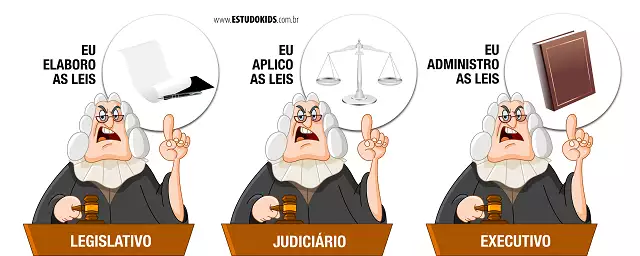 www.ESTUDOKIDS.com.br
EU
ELABORO
AS LEIS
EU
APLICO
AS LEIS
EU
ADMINISTRO
AS LEIS
LEGISLATIVO
JUDICIÁRIO
EXECUTIVO